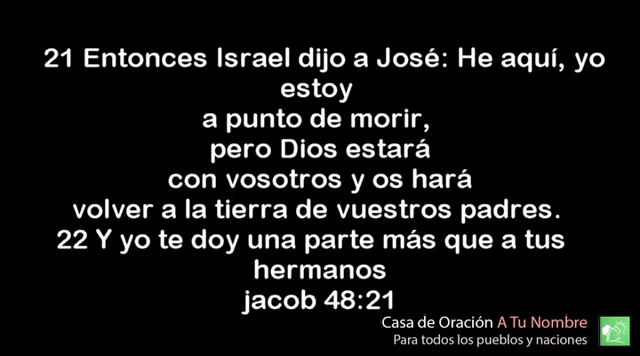 21 Entonces Israel dijo a José: He aquí, yo
estoy
a punto de morir,
pero Dios estará
con vosotros y os hará
volver a la tierra de vuestros padres.
22 Y yo te doy una parte más que a tus
hermanos
jacob 48:21
Casa de Oración A Tu Nombre
Para todos los pueblos y naciones